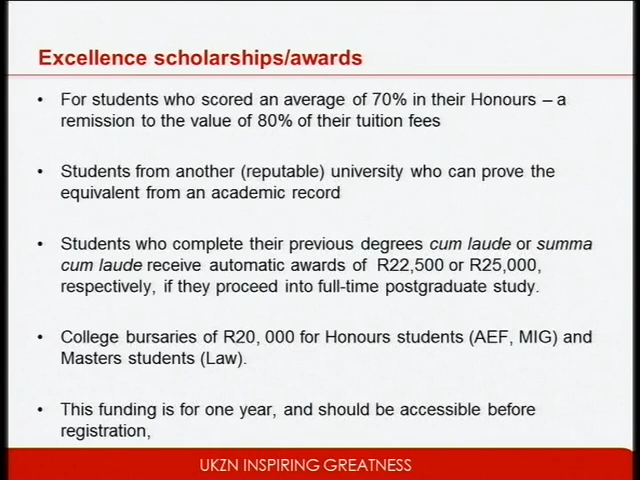 Excellence scholarships/awards
• For students who scored an average of 70% in their Honours – a
remission to the value of 80% of their tuition fees
• Students from another (reputable) university who can prove the
equivalent from an academic record
• Students who complete their previous degrees cum laude or summa
cum laude receive automatic awards of R22,500 or R25,000,
respectively, if they proceed into full-time postgraduate study.
• College bursaries of R20, 000 for Honours students (AEF, MIG) and
Masters students (Law).
• This funding is for one year, and should be accessible before
registration,
UKZN INSPIRING GREATNESS